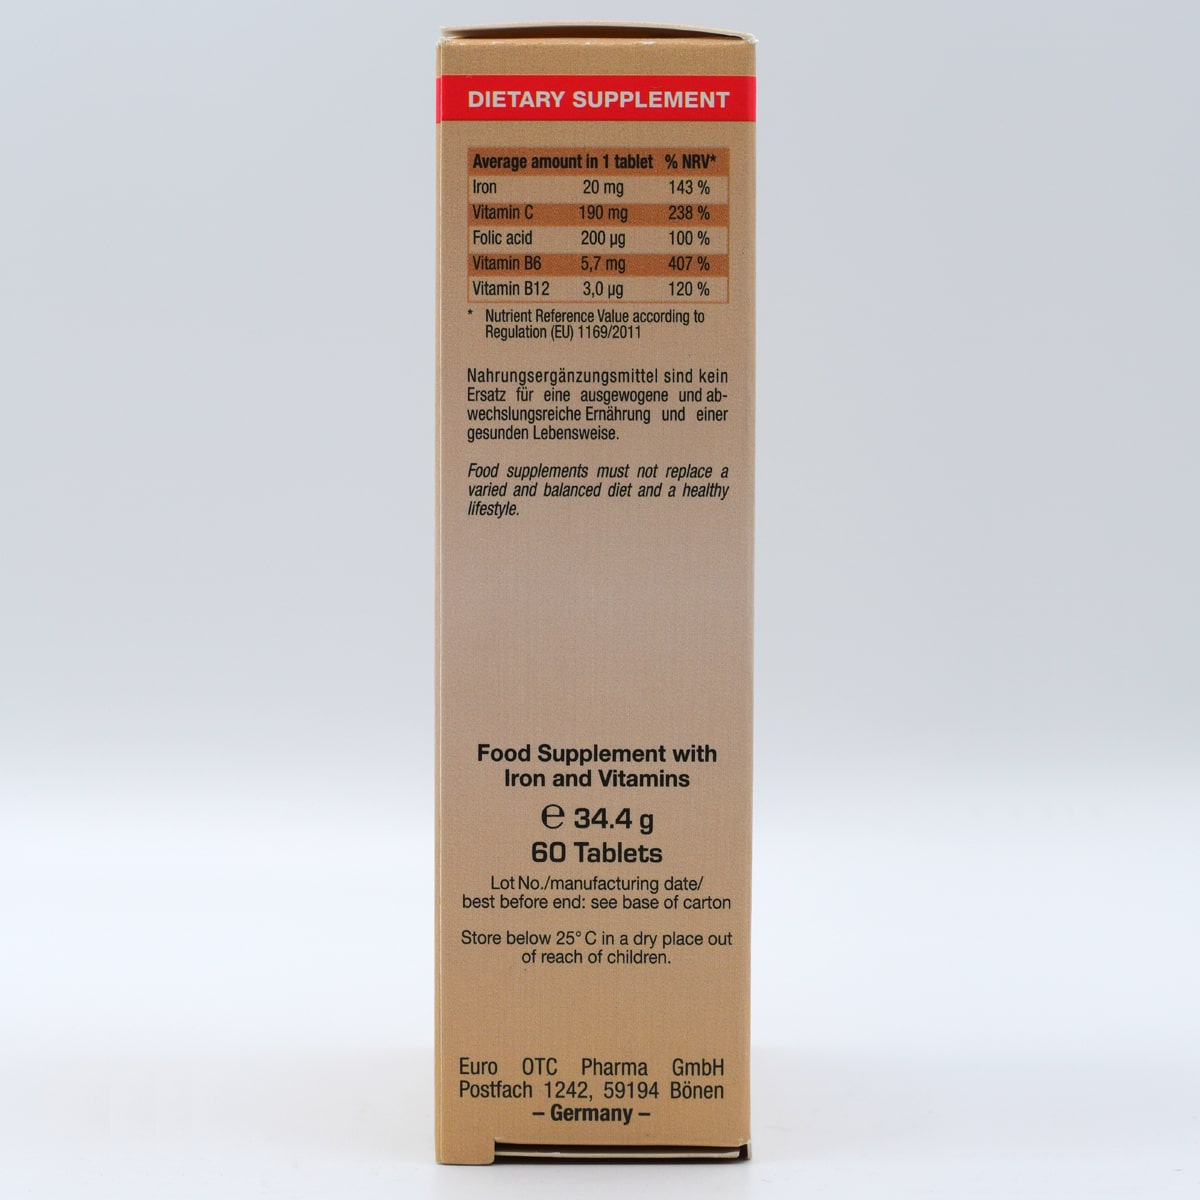 DIETARY SUPPLEMENT
Average amount in 1 tablet % NRV*
Iron 20 mg 143 %
Vitamin C 190 mg 238 %
Folic acid 200 µg 100 %
Vitamin B6 5,7 mg 407 %
Vitamin B12 3,0 µg 120 %
* Nutrient Reference Value according to
Regulation (EU) 1169/2011
Nahrungsergänzungsmittel sind kein
Ersatz für eine ausgewogene und ab-
wechslungsreiche Ernährung und einer
gesunden Lebensweise.
Food supplements must not replace a
varied and balanced diet and a healthy
lifestyle.
Food Supplement with
Iron and Vitamins
℮ 34.4 g
60 Tablets
Lot No./manufacturing date/
best before end: see base of carton
Store below 25° C in a dry place out
of reach of children.
Euro OTC Pharma GmbH
Postfach 1242, 59194 Bönen
– Germany –